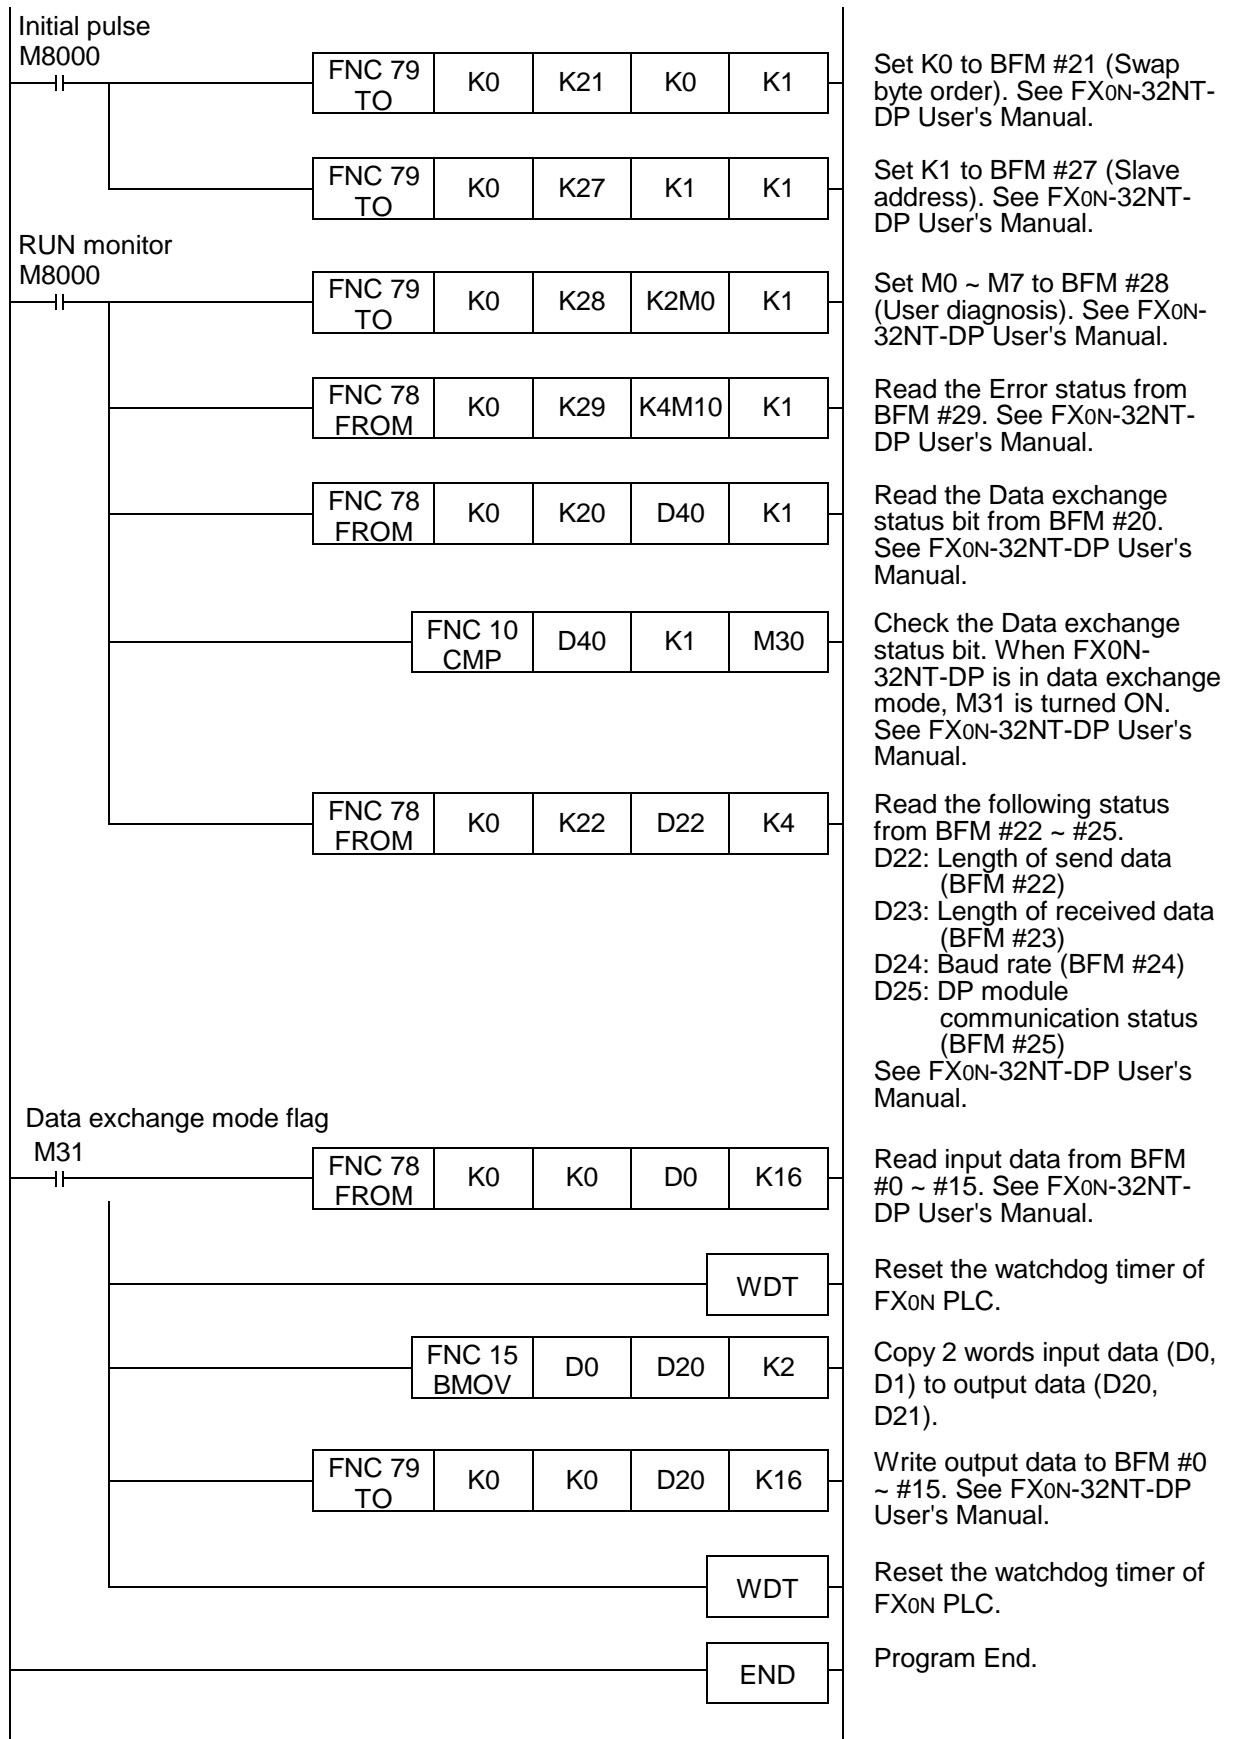 Initial pulse
M8000
FNC 79
TO
K0
K21
K0
K1
Set K0 to BFM #21 (Swap
byte order). See FX0N-32NT-
DP User's Manual.
FNC 79
TO
K0
K27
K1
K1
Set K1 to BFM #27 (Slave
address). See FX0N-32NT-
DP User's Manual.
RUN monitor
M8000
FNC 79
TO
K0
K28
K2M0
K1
Set M0 ~ M7 to BFM #28
(User diagnosis). See FX0N-
32NT-DP User's Manual.
FNC 78
FROM
K0
K29
K4M10
K1
Read the Error status from
BFM #29. See FX0N-32NT-
DP User's Manual.
FNC 78
FROM
K0
K20
D40
K1
Read the Data exchange
status bit from BFM #20.
See FX0N-32NT-DP User's
Manual.
FNC 10
CMP
D40
K1
M30
Check the Data exchange
status bit. When FX0N-
32NT-DP is in data exchange
mode, M31 is turned ON.
See FX0N-32NT-DP User's
Manual.
FNC 78
FROM
K0
K22
D22
K4
Read the following status
from BFM #22 ~ #25.
D22: Length of send data
(BFM #22)
D23: Length of received data
(BFM #23)
D24: Baud rate (BFM #24)
D25: DP module
communication status
(BFM #25)
See FX0N-32NT-DP User's
Manual.
Data exchange mode flag
M31
FNC 78
FROM
K0
K0
D0
K16
Read input data from BFM
#0 ~ #15. See FX0N-32NT-
DP User's Manual.
WDT
Reset the watchdog timer of
FX0N PLC.
FNC 15
BMOV
D0
D20
K2
Copy 2 words input data (D0,
D1) to output data (D20,
D21).
FNC 79
TO
K0
K0
D20
K16
Write output data to BFM #0
~ #15. See FX0N-32NT-DP
User's Manual.
WDT
Reset the watchdog timer of
FX0N PLC.
END
Program End.